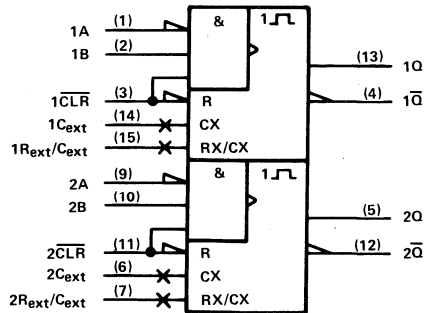 1A (1) & 1
1B (2)
(13) 1Q
1C̅L̅R̅ (3) R (4) 1Q̅
1Cext (14) CX
1Rext/Cext (15) RX/CX
2A (9) & 1
2B (10)
(5) 2Q
2C̅L̅R̅ (11) R (12) 2Q̅
2Cext (6) CX
2Rext/Cext (7) RX/CX